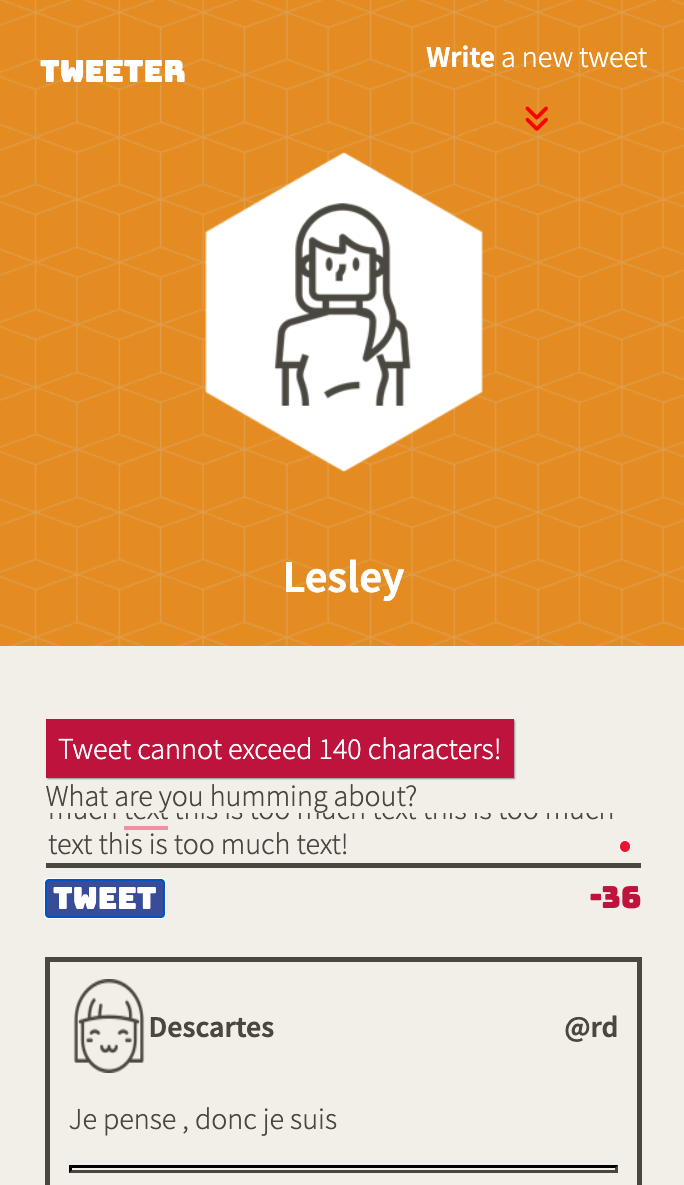 TWEETER
Write a new tweet
Lesley
Tweet cannot exceed 140 characters!
What are you humming about?
much text this is too much text this is too much
text this is too much text!
TWEET
-36
Descartes
@rd
Je pense , donc je suis